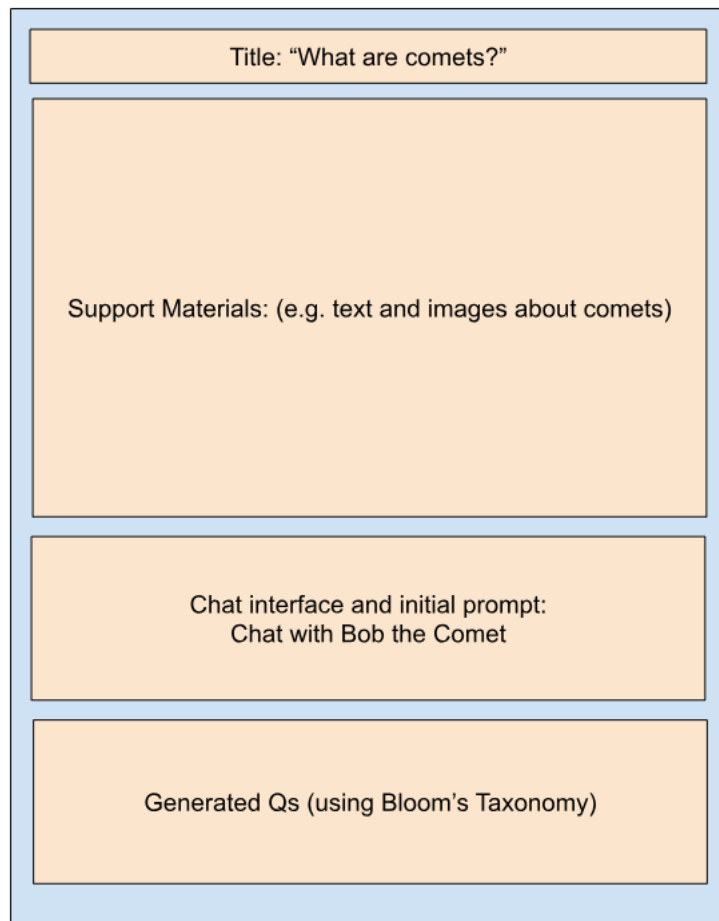 Title: “What are comets?”
Support Materials: (e.g. text and images about comets)
Chat interface and initial prompt:
Chat with Bob the Comet
Generated Qs (using Bloom’s Taxonomy)